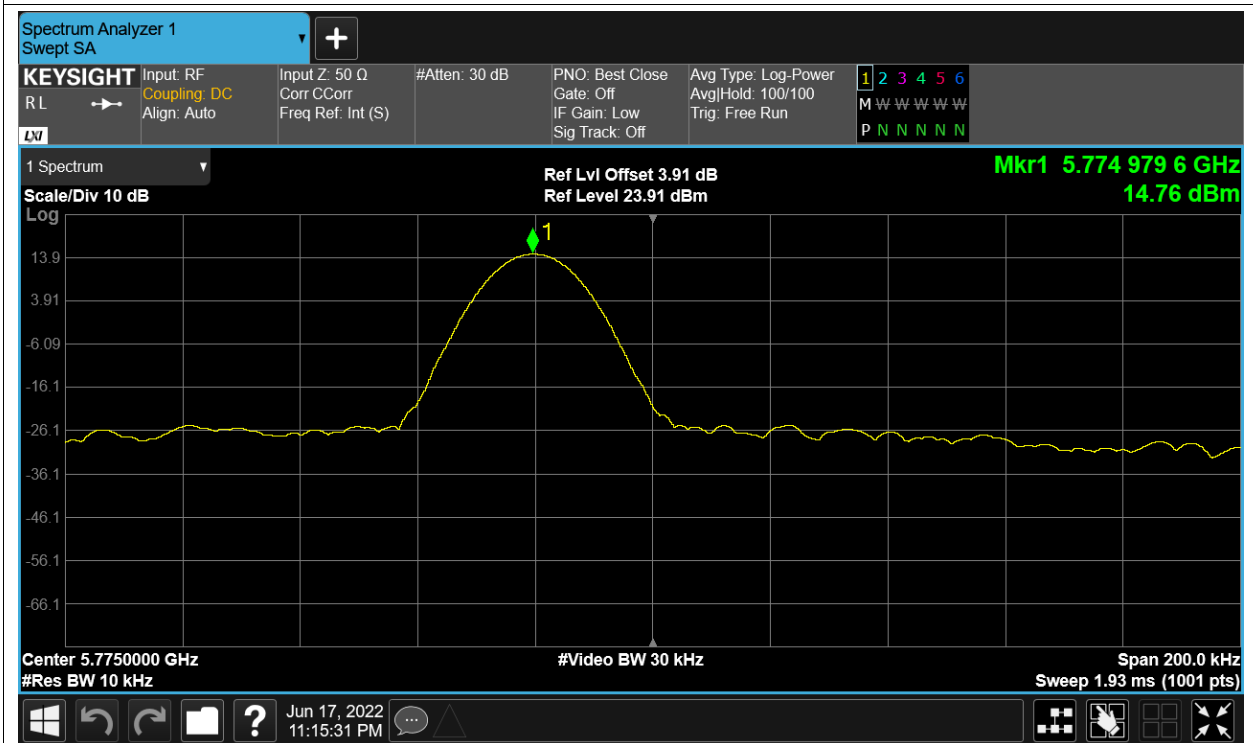 Spectrum Analyzer 1
Swept SA
KEYSIGHT
R L
LXI
Input: RF
Coupling: DC
Align: Auto
Input Z: 50 Ω
Corr CCorr
Freq Ref: Int (S)
#Atten: 30 dB
PNO: Best Close
Gate: Off
IF Gain: Low
Sig Track: Off
Avg Type: Log-Power
Avg|Hold: 100/100
Trig: Free Run
1 2 3 4 5 6
M W W W W W
P N N N N N
1 Spectrum
Scale/Div 10 dB
Log
Ref Lvl Offset 3.91 dB
Ref Level 23.91 dBm
Mkr1 5.774 979 6 GHz
14.76 dBm
1
13.9
3.91
-6.09
-16.1
-26.1
-36.1
-46.1
-56.1
-66.1
Center 5.7750000 GHz
#Video BW 30 kHz
Span 200.0 kHz
#Res BW 10 kHz
Sweep 1.93 ms (1001 pts)
?
Jun 17, 2022
11:15:31 PM